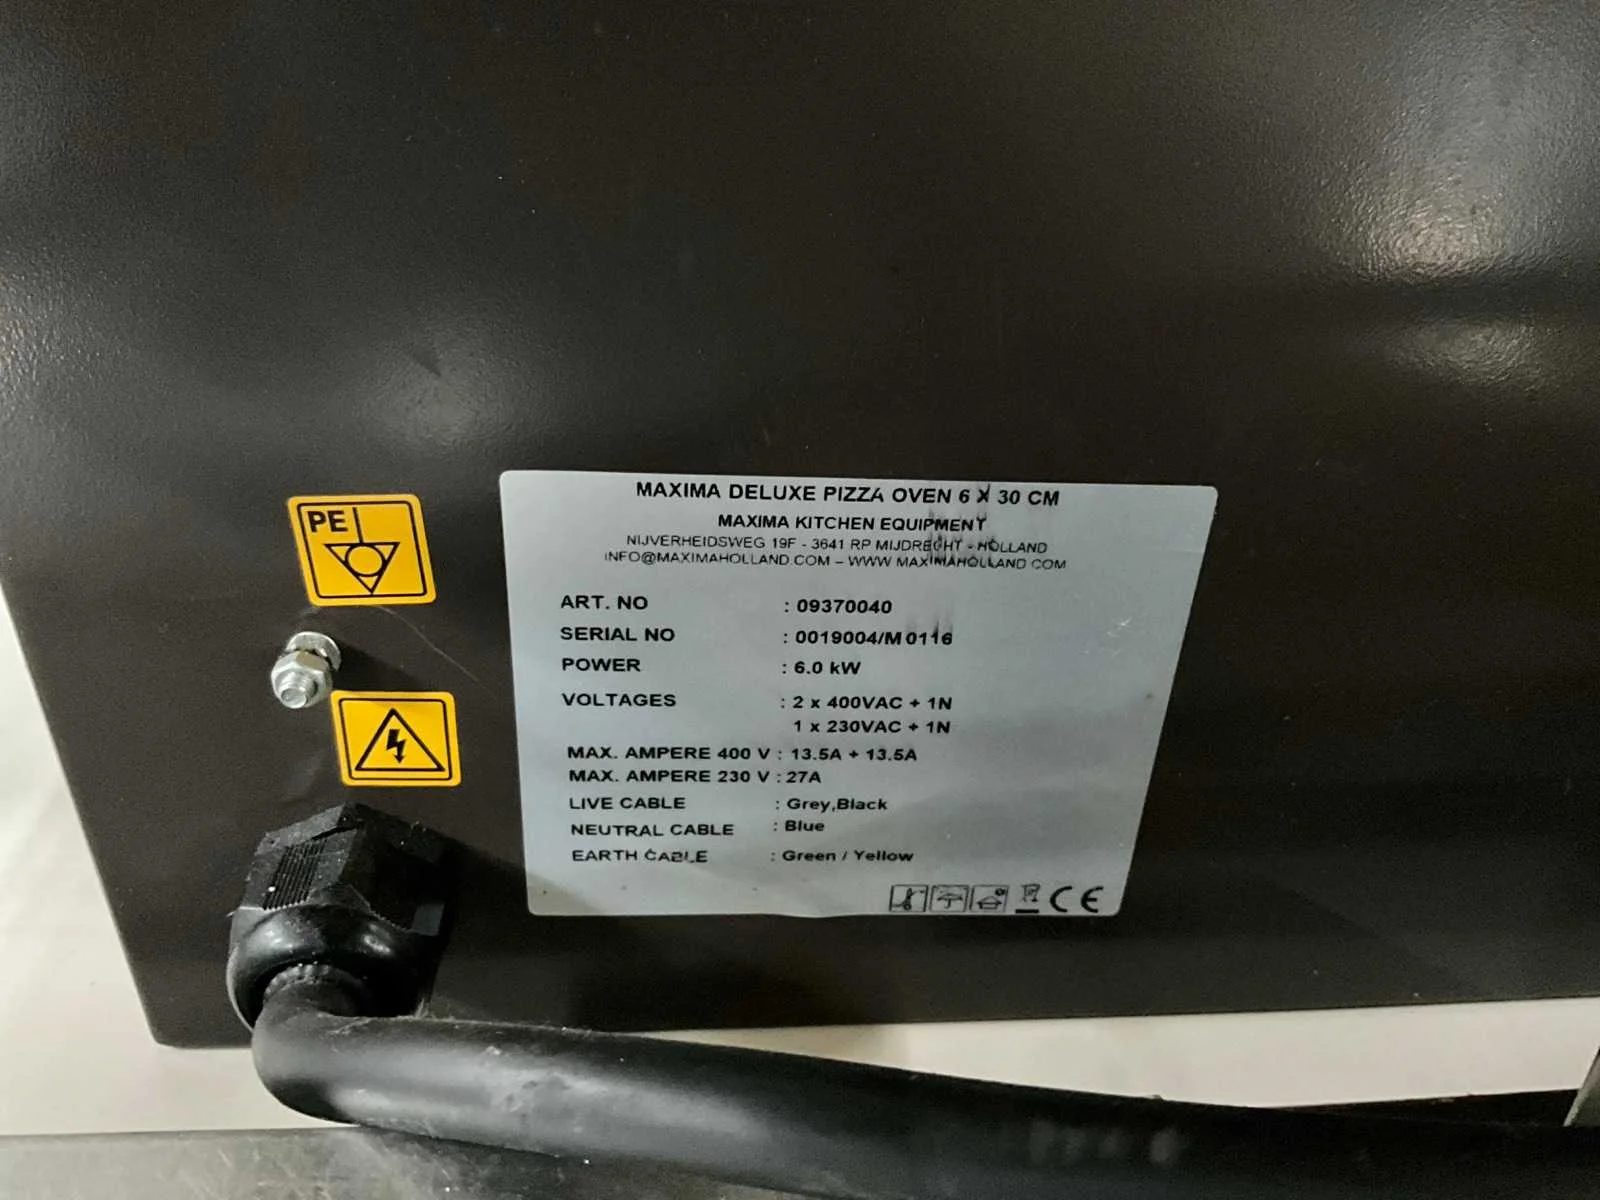 PE
MAXIMA DELUXE PIZZA OVEN 6 X 30 CM
MAXIMA KITCHEN EQUIPMENT
NIJVERHEIDSWEG 19F - 3641 RP MIJDRECHT - HOLLAND
INFO@MAXIMAHOLLAND.COM – WWW MAXIMAHOLLAND COM
ART. NO : 09370040
SERIAL NO : 0019004/M0116
POWER : 6.0 kW
VOLTAGES : 2 x 400VAC + 1N
1 x 230VAC + 1N
MAX. AMPERE 400 V : 13.5A + 13.5A
MAX. AMPERE 230 V : 27A
LIVE CABLE : Grey,Black
NEUTRAL CABLE : Blue
EARTH CABLE : Green / Yellow
CE